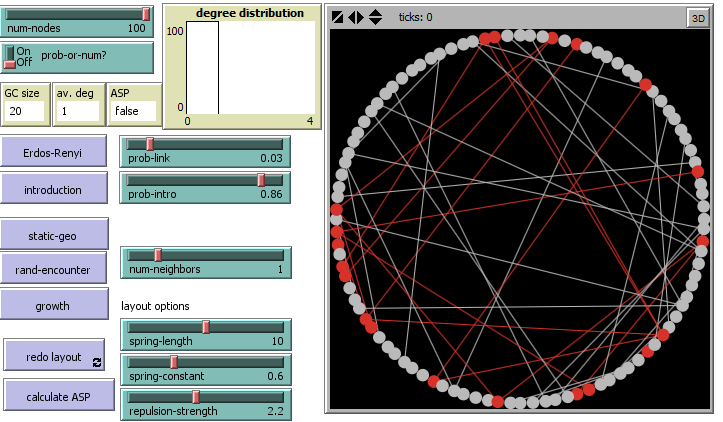 num-nodes 100
On
Off
prob-or-num?
GC size
20
av. deg
1
ASP
false
degree distribution
100
0
0 4
Erdos-Renyi
introduction
static-geo
rand-encounter
growth
redo layout
calculate ASP
prob-link 0.03
prob-intro 0.86
num-neighbors 1
layout options
spring-length 10
spring-constant 0.6
repulsion-strength 2.2
ticks: 0
3D